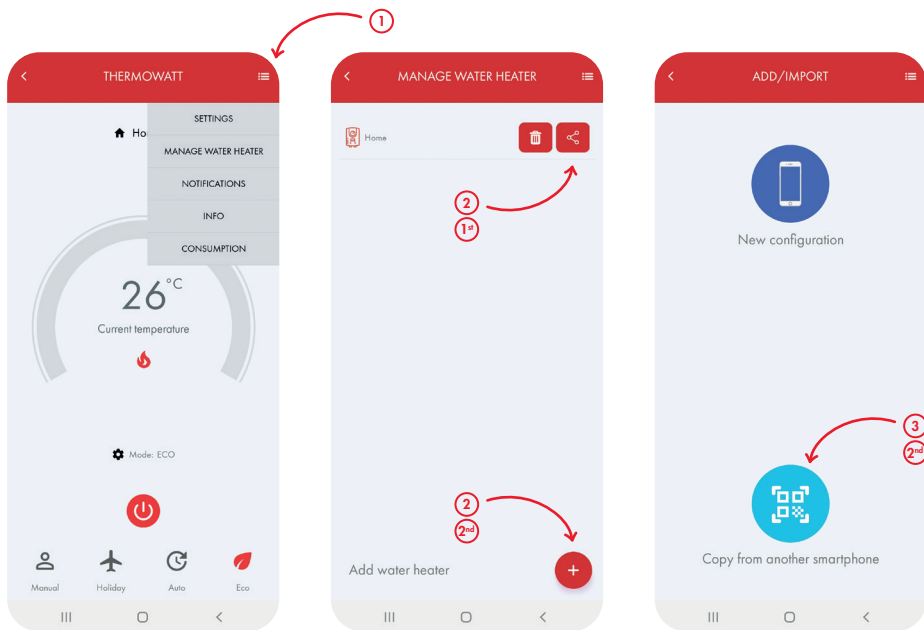 1
THERMOWATT
Ho
SETTINGS
MANAGE WATER HEATER
NOTIFICATIONS
INFO
CONSUMPTION
26°C
Current temperature
Mode: ECO
Manual
Holiday
Auto
Eco
MANAGE WATER HEATER
Home
2
1st
2
2nd
Add water heater
+
ADD/IMPORT
New configuration
3
2nd
Copy from another smartphone